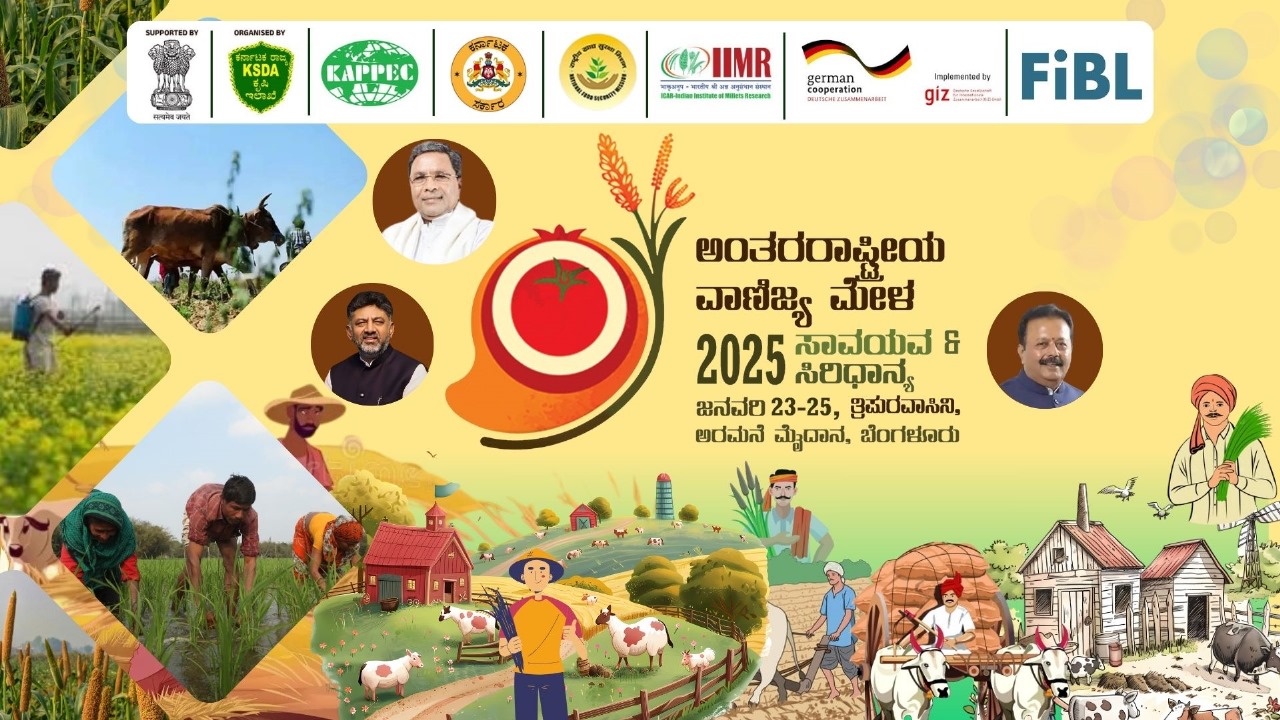 SUPPORTED BY
सत्यमेव जयते
ORGANISED BY
ಕರ್ನಾಟಕ ರಾಜ್ಯ
KSDA
ಕೃಷಿ
ಇಲಾಖೆ
KAPPEC
ಕರ್ನಾಟಕ
ಸರ್ಕಾರ
राष्ट्रीय खाद्य सुरक्षा मिशन
NATIONAL FOOD SECURITY MISSION
IIMR
भाकृअनुप - भारतीय श्री अन्न अनुसंधान संस्थान
ICAR-Indian Institute of Millets Research
german
cooperation
DEUTSCHE ZUSAMMENARBEIT
Implemented by
giz
FiBL
ಅಂತರರಾಷ್ಟ್ರೀಯ
ವಾಣಿಜ್ಯ ಮೇಳ
2025 ಸಾವಯವ &
ಸಿರಿಧಾನ್ಯ
ಜನವರಿ 23-25, ತ್ರಿಪುರವಾಸಿನಿ,
ಅರಮನೆ ಮೈದಾನ, ಬೆಂಗಳೂರು